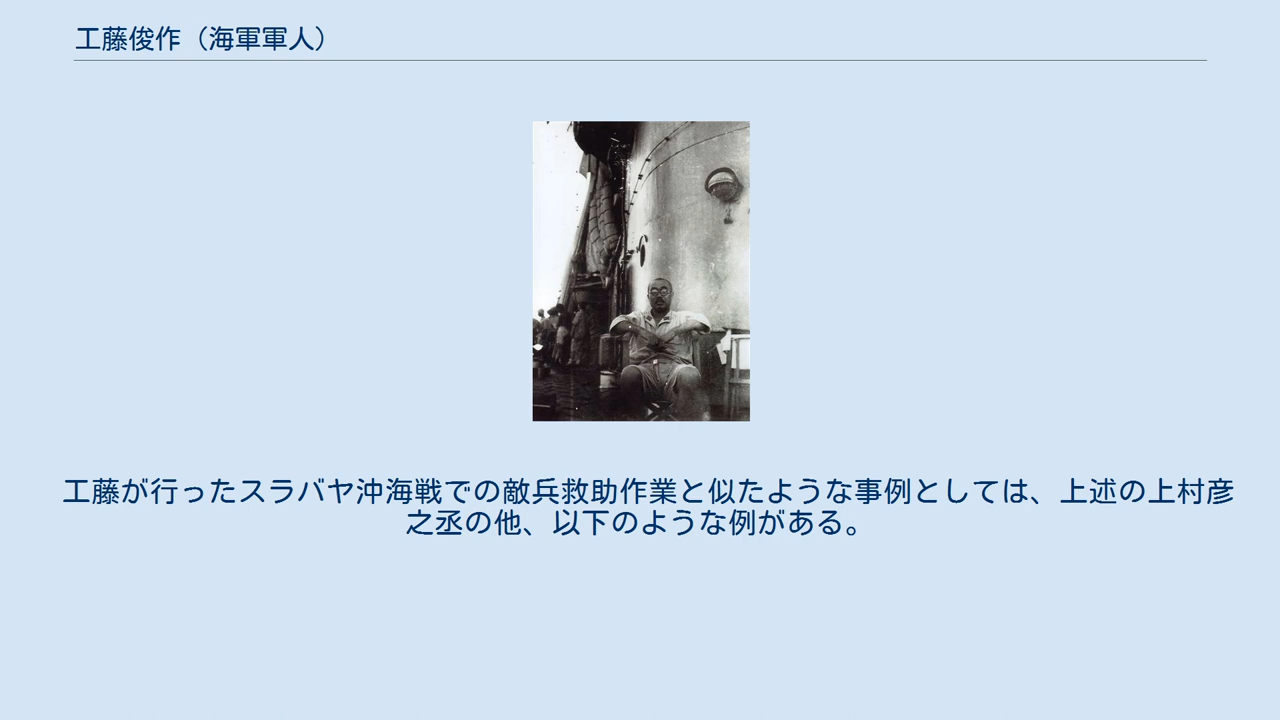 工藤俊作（海軍軍人）
工藤が行ったスラバヤ沖海戦での敵兵救助作業と似たような事例としては、上述の上村彦
之丞の他、以下のような例がある。